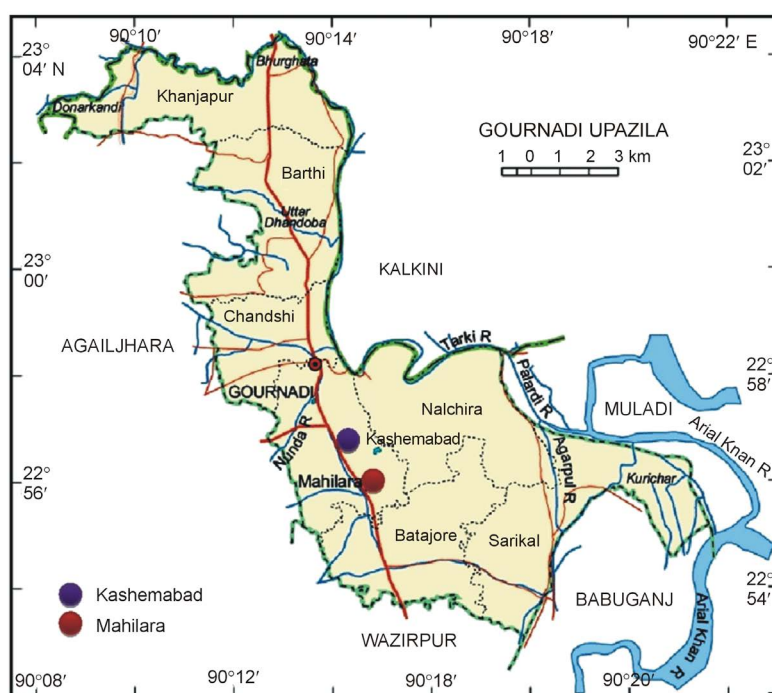 90°10′ 90°14′ 90°18′ 90°22′ E
23°
04′ N
Bhurghata
Khanjapur
Donarkandi
GOURNADI UPAZILA
1 0 1 2 3 km
23°
02′
Barthi
Uttar
Dhandoba
23°
00′
KALKINI
Chandshi
AGAILJHARA
Tarki R
22°
58′
Palardi R
GOURNADI
Nalchira
MULADI
Arial Khan R
Kashemabad
Nunda R
Agarpur R
22°
56′
Mahilara
Kurichar
Batajore
Sarikal
22°
54′
Kashemabad
Mahilara
BABUGANJ
WAZIRPUR
Arial Khan R
90°08′ 90°12′ 90°18′ 90°20′